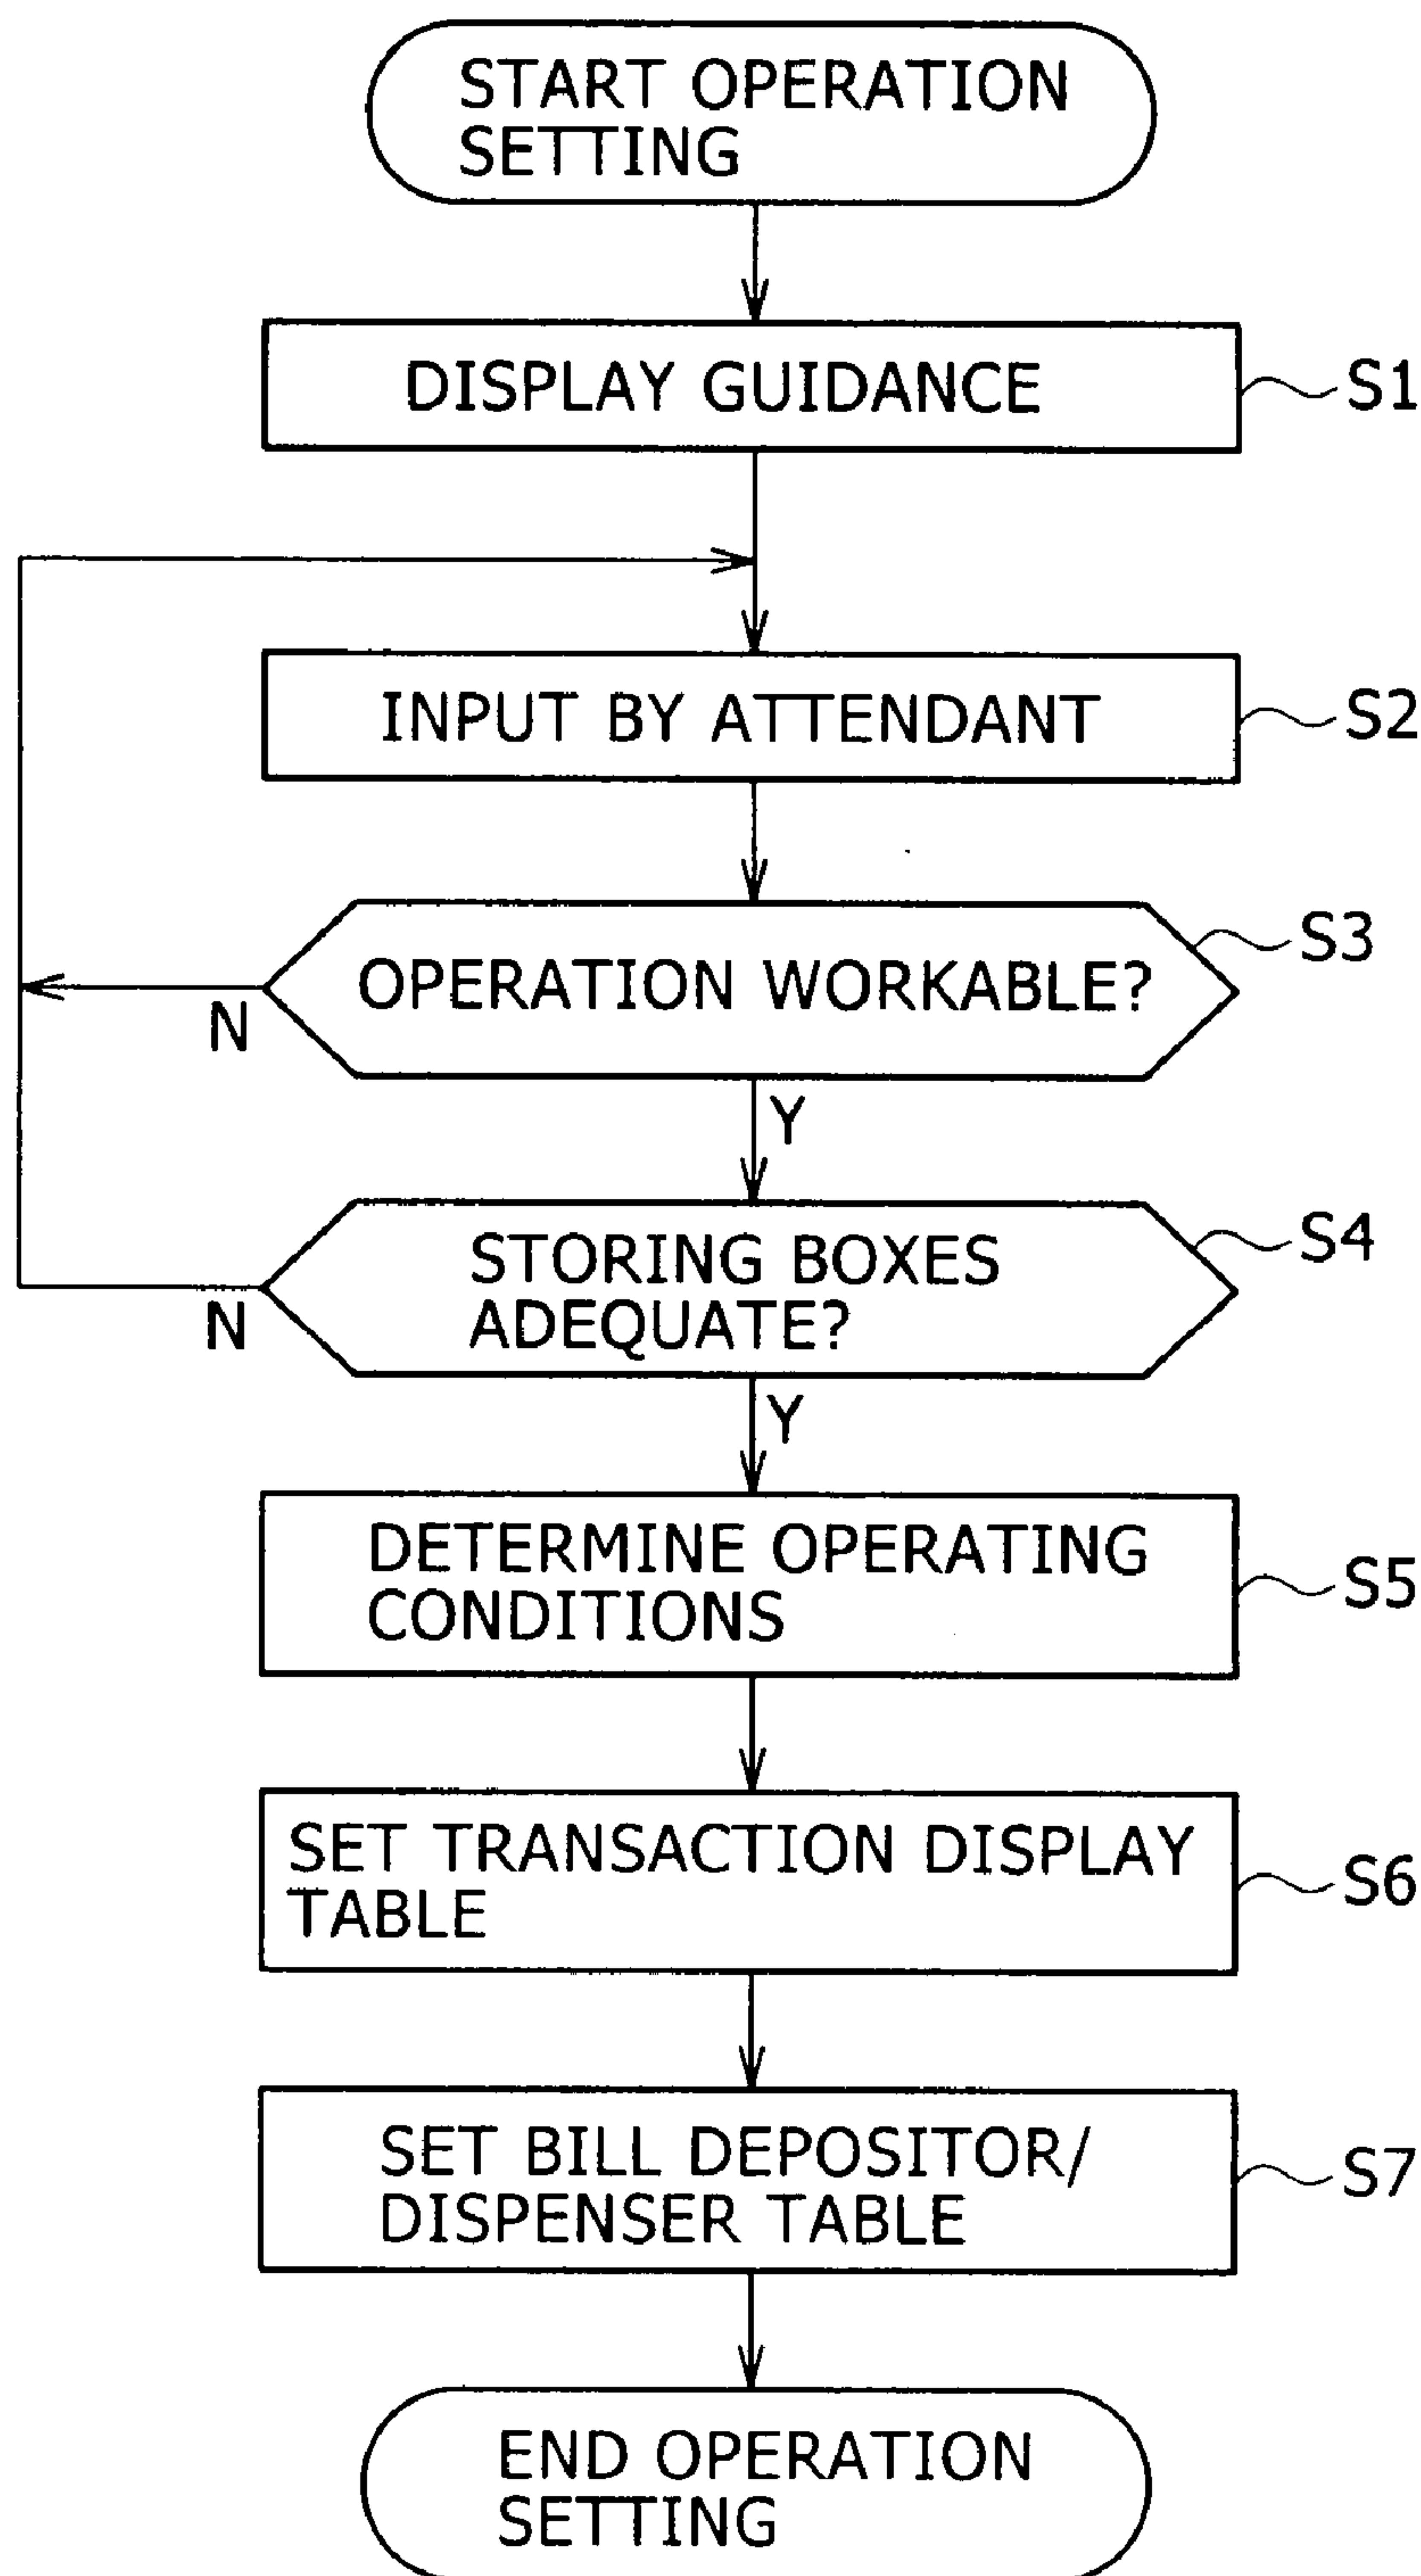 START OPERATION
SETTING
DISPLAY GUIDANCE
S1
INPUT BY ATTENDANT
S2
OPERATION WORKABLE?
S3
N
Y
STORING BOXES
ADEQUATE?
S4
N
Y
DETERMINE OPERATING
CONDITIONS
S5
SET TRANSACTION DISPLAY
TABLE
S6
SET BILL DEPOSITOR/
DISPENSER TABLE
S7
END OPERATION
SETTING